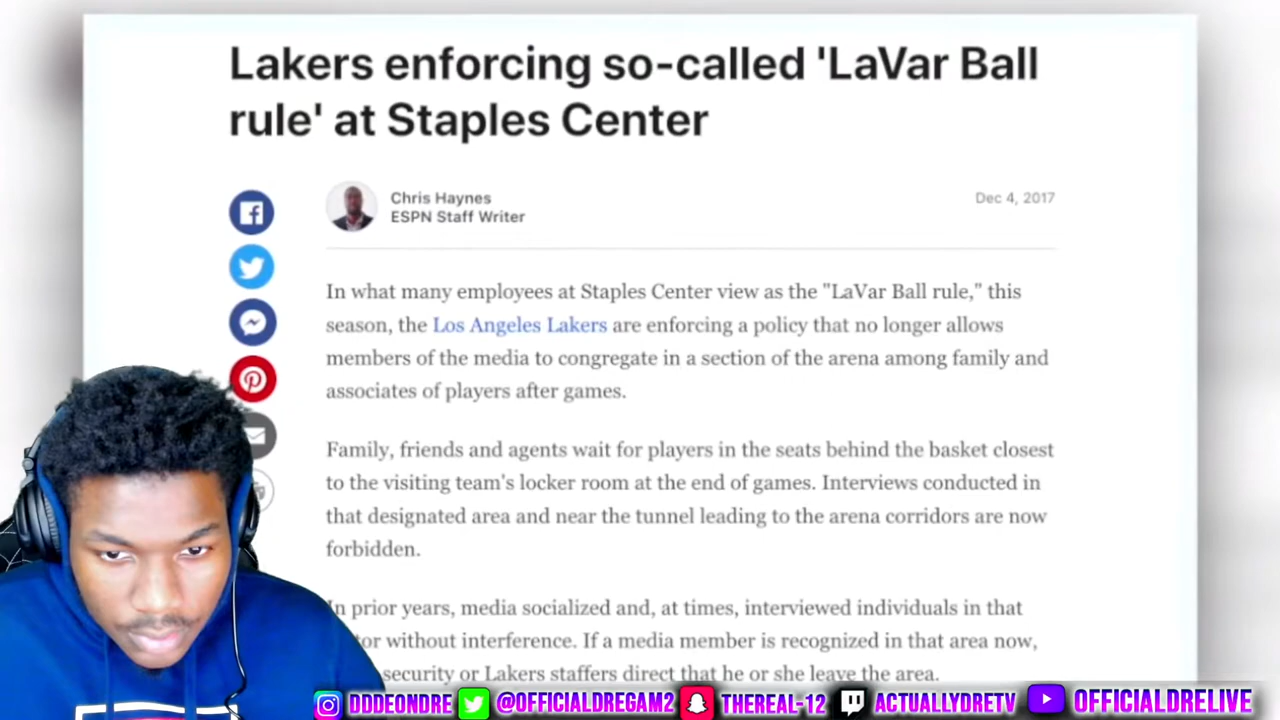 Lakers enforcing so-called 'LaVar Ball
rule' at Staples Center
Chris Haynes
ESPN Staff Writer
Dec 4, 2017
In what many employees at Staples Center view as the "LaVar Ball rule," this
season, the Los Angeles Lakers are enforcing a policy that no longer allows
members of the media to congregate in a section of the arena among family and
associates of players after games.
Family, friends and agents wait for players in the seats behind the basket closest
to the visiting team's locker room at the end of games. Interviews conducted in
that designated area and near the tunnel leading to the arena corridors are now
forbidden.
In prior years, media socialized and, at times, interviewed individuals in that
without interference. If a media member is recognized in that area now,
security or Lakers staffers direct that he or she leave the area.
DDDEONDRE @OFFICIALDREGAM2 THEREAL-12 ACTUALLYDRETV OFFICIALDRELIVE